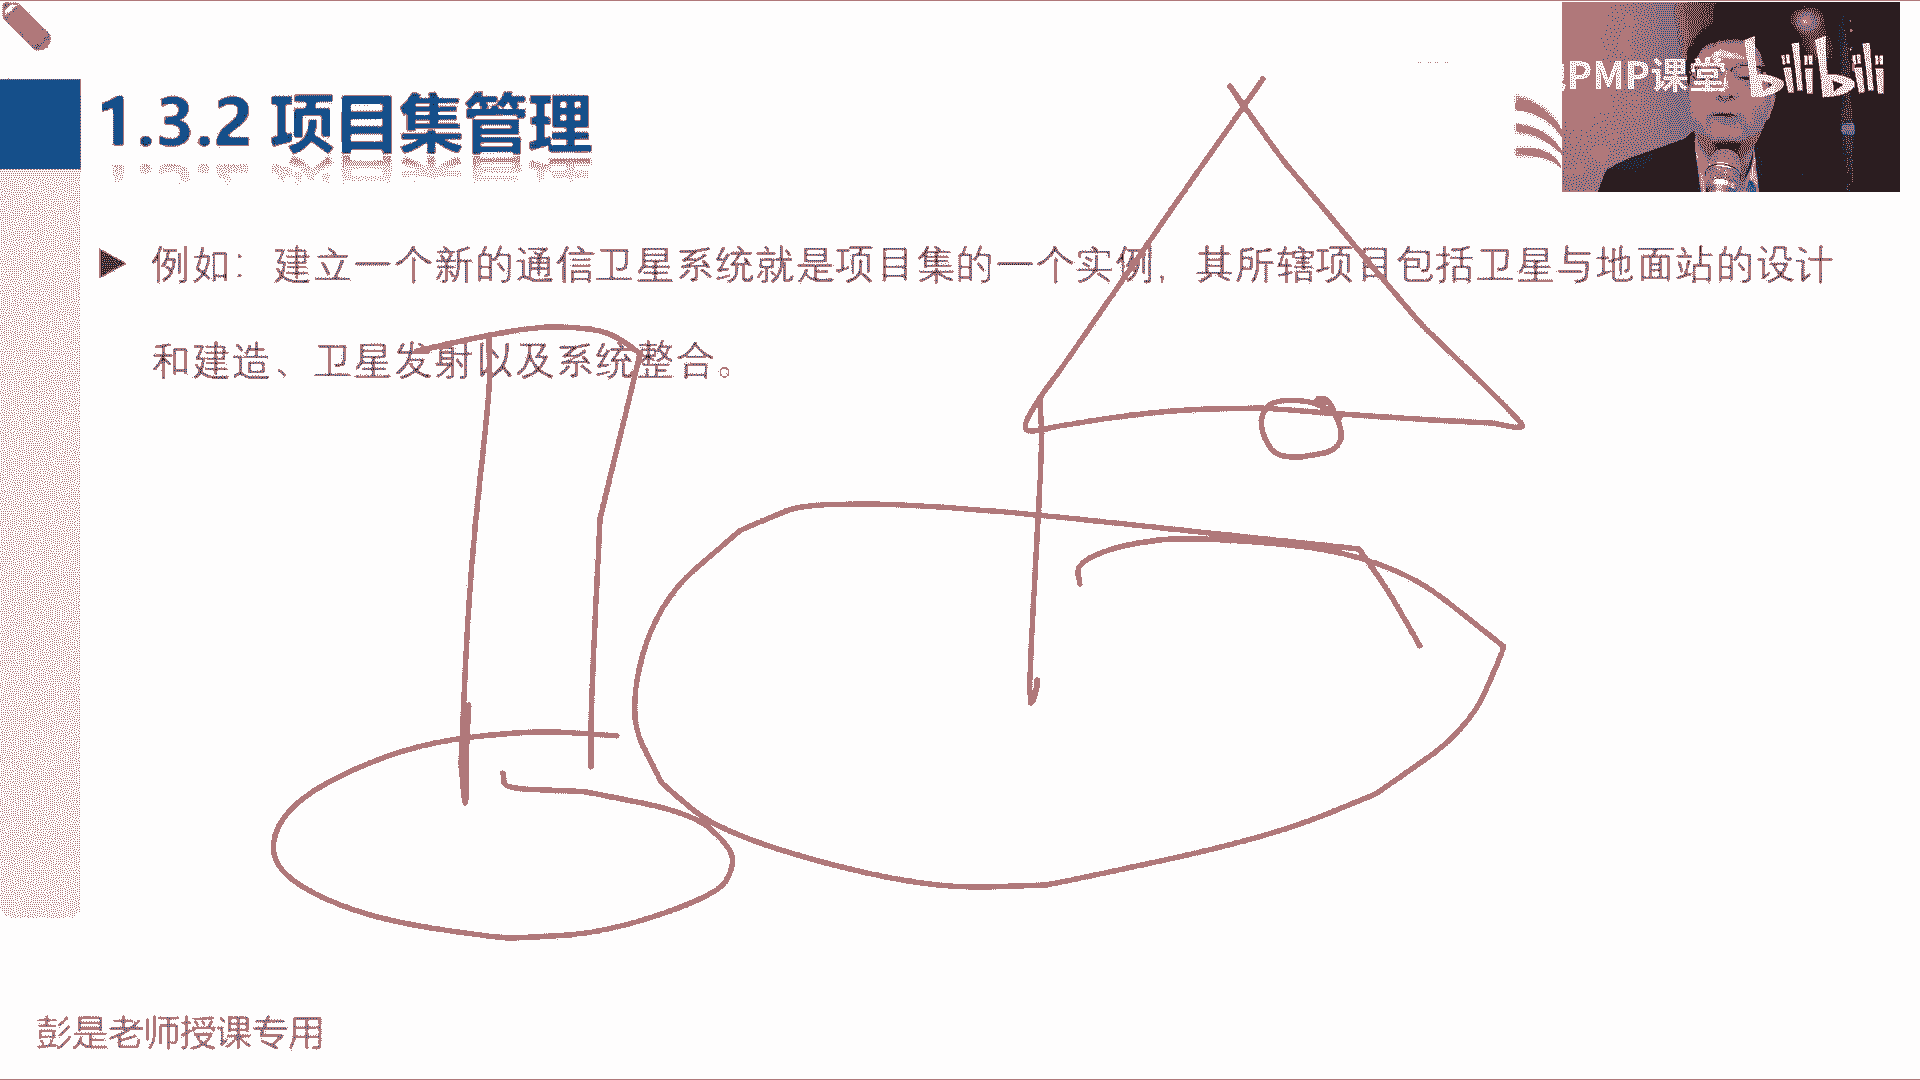 PMP课堂 bilibili
1.3.2 项目集管理
例如：建立一个新的通信卫星系统就是项目集的一个实例，其所辖项目包括卫星与地面站的设计
和建造、卫星发射以及系统整合。
彭是老师授课专用